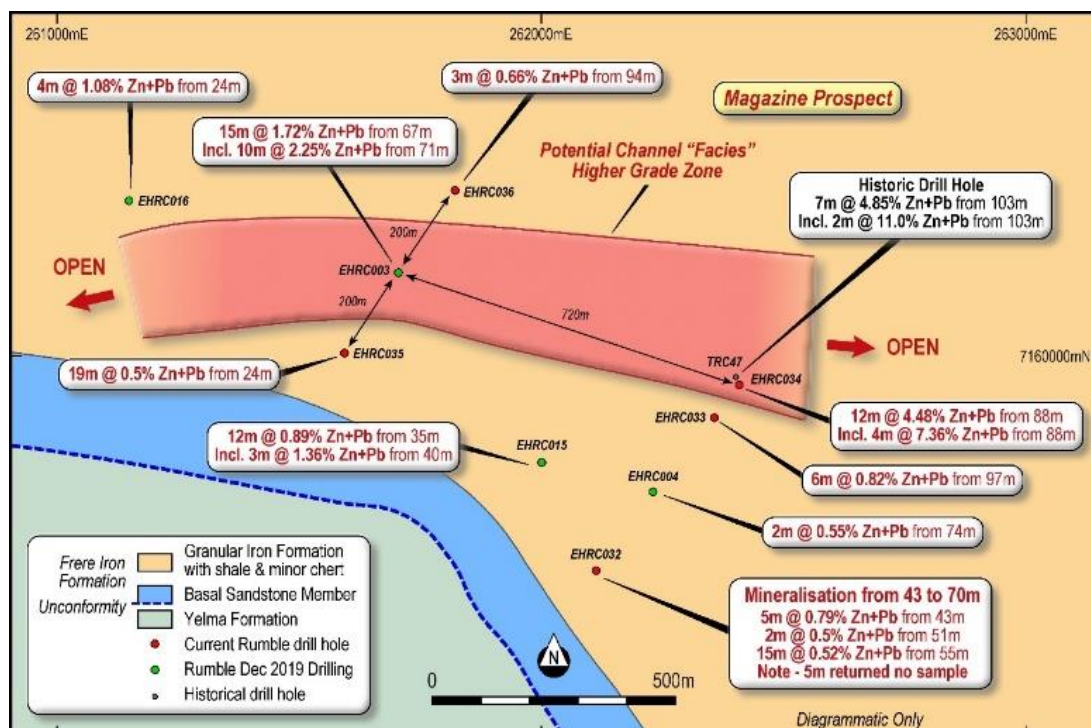 261000mE
262000mE
263000mE
4m @ 1.08% Zn+Pb from 24m
3m @ 0.66% Zn+Pb from 94m
Magazine Prospect
15m @ 1.72% Zn+Pb from 67m
Incl. 10m @ 2.25% Zn+Pb from 71m
Potential Channel “Facies”
Higher Grade Zone
Historic Drill Hole
7m @ 4.85% Zn+Pb from 103m
Incl. 2m @ 11.0% Zn+Pb from 103m
EHRC016
EHRC036
200m
OPEN
EHRC003
200m
720m
OPEN
EHRC035
TRC47
EHRC034
7160000mN
19m @ 0.5% Zn+Pb from 24m
12m @ 4.48% Zn+Pb from 88m
Incl. 4m @ 7.36% Zn+Pb from 88m
EHRC033
12m @ 0.89% Zn+Pb from 35m
Incl. 3m @ 1.36% Zn+Pb from 40m
EHRC015
6m @ 0.82% Zn+Pb from 97m
EHRC004
2m @ 0.55% Zn+Pb from 74m
EHRC032
Mineralisation from 43 to 70m
5m @ 0.79% Zn+Pb from 43m
2m @ 0.5% Zn+Pb from 51m
15m @ 0.52% Zn+Pb from 55m
Note - 5m returned no sample
Frere Iron
Formation
Granular Iron Formation
with shale & minor chert
Basal Sandstone Member
Unconformity
Yelma Formation
Current Rumble drill hole
Rumble Dec 2019 Drilling
Historical drill hole
N
0
500m
Diagrammatic Only